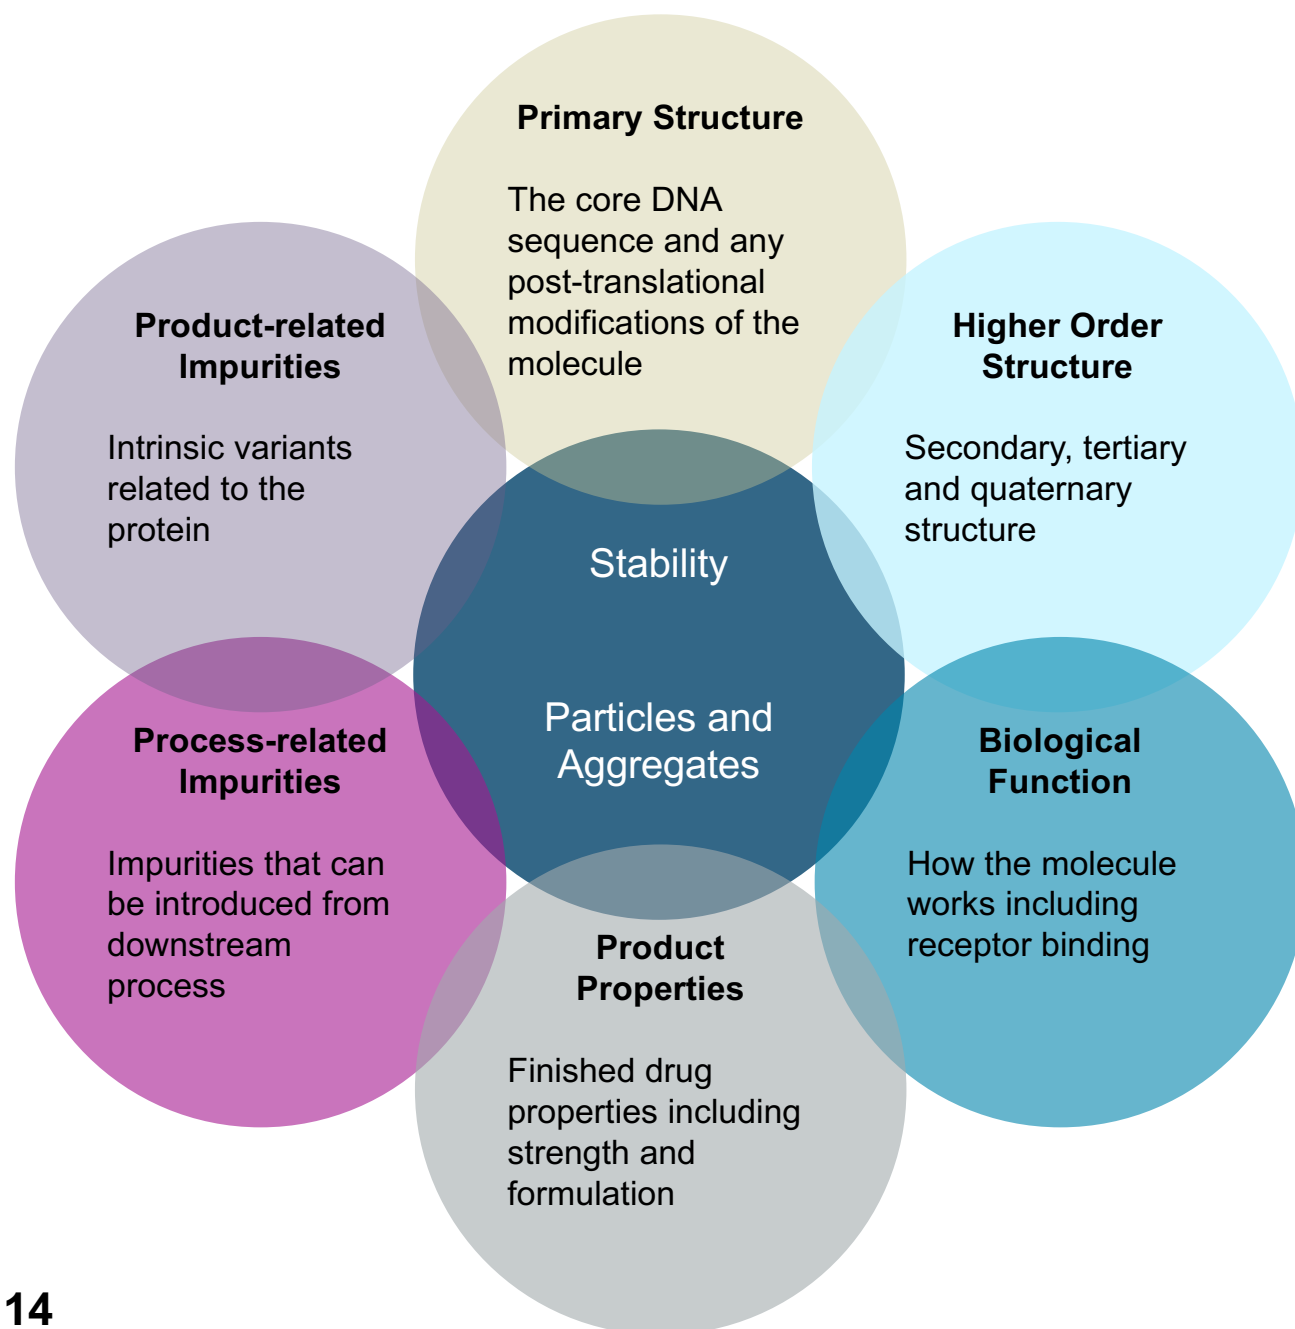 Primary Structure
The core DNA
sequence and any
post-translational
modifications of the
molecule
Product-related
Impurities
Intrinsic variants
related to the
protein
Higher Order
Structure
Secondary, tertiary
and quaternary
structure
Stability
Particles and
Aggregates
Process-related
Impurities
Impurities that can
be introduced from
downstream
process
Biological
Function
How the molecule
works including
receptor binding
Product
Properties
Finished drug
properties including
strength and
formulation
14